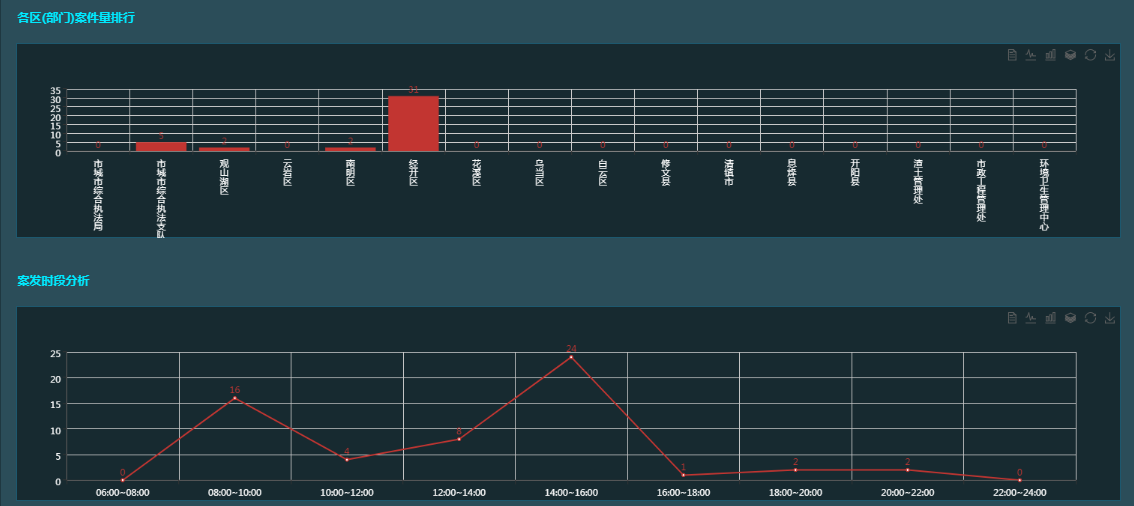 各区(部门)案件量排行
35
30
25
20
15
10
5
0
0 5 2 0 2 31 0 0 0 0 0 0 0 0 0 0
市城市综合执法局
市城市综合执法支队
观山湖区
云岩区
南明区
经开区
花溪区
乌当区
白云区
修文县
清镇市
息烽县
开阳县
渣土管理处
市政工程管理处
环境卫生管理中心
案发时段分析
25
20
15
10
5
0
0 16 4 8 24 1 2 2 0
06:00~08:00 08:00~10:00 10:00~12:00 12:00~14:00 14:00~16:00 16:00~18:00 18:00~20:00 20:00~22:00 22:00~24:00